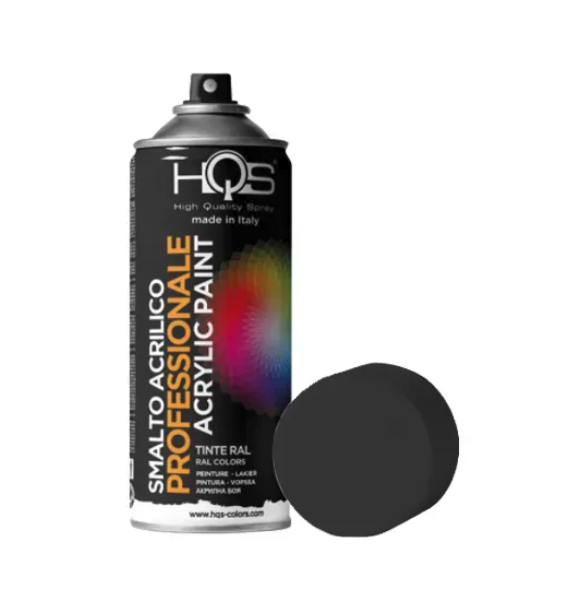 HQS
High Quality Spray
made in Italy
SMALTO ACRILICO
PROFESSIONALE
ACRYLIC PAINT
TINTE RAL
RAL COLORS
PEINTURE - LAKIER
PINTURA - VOPSEA
АКРИЛНА БОЯ
www.hqs-colors.com